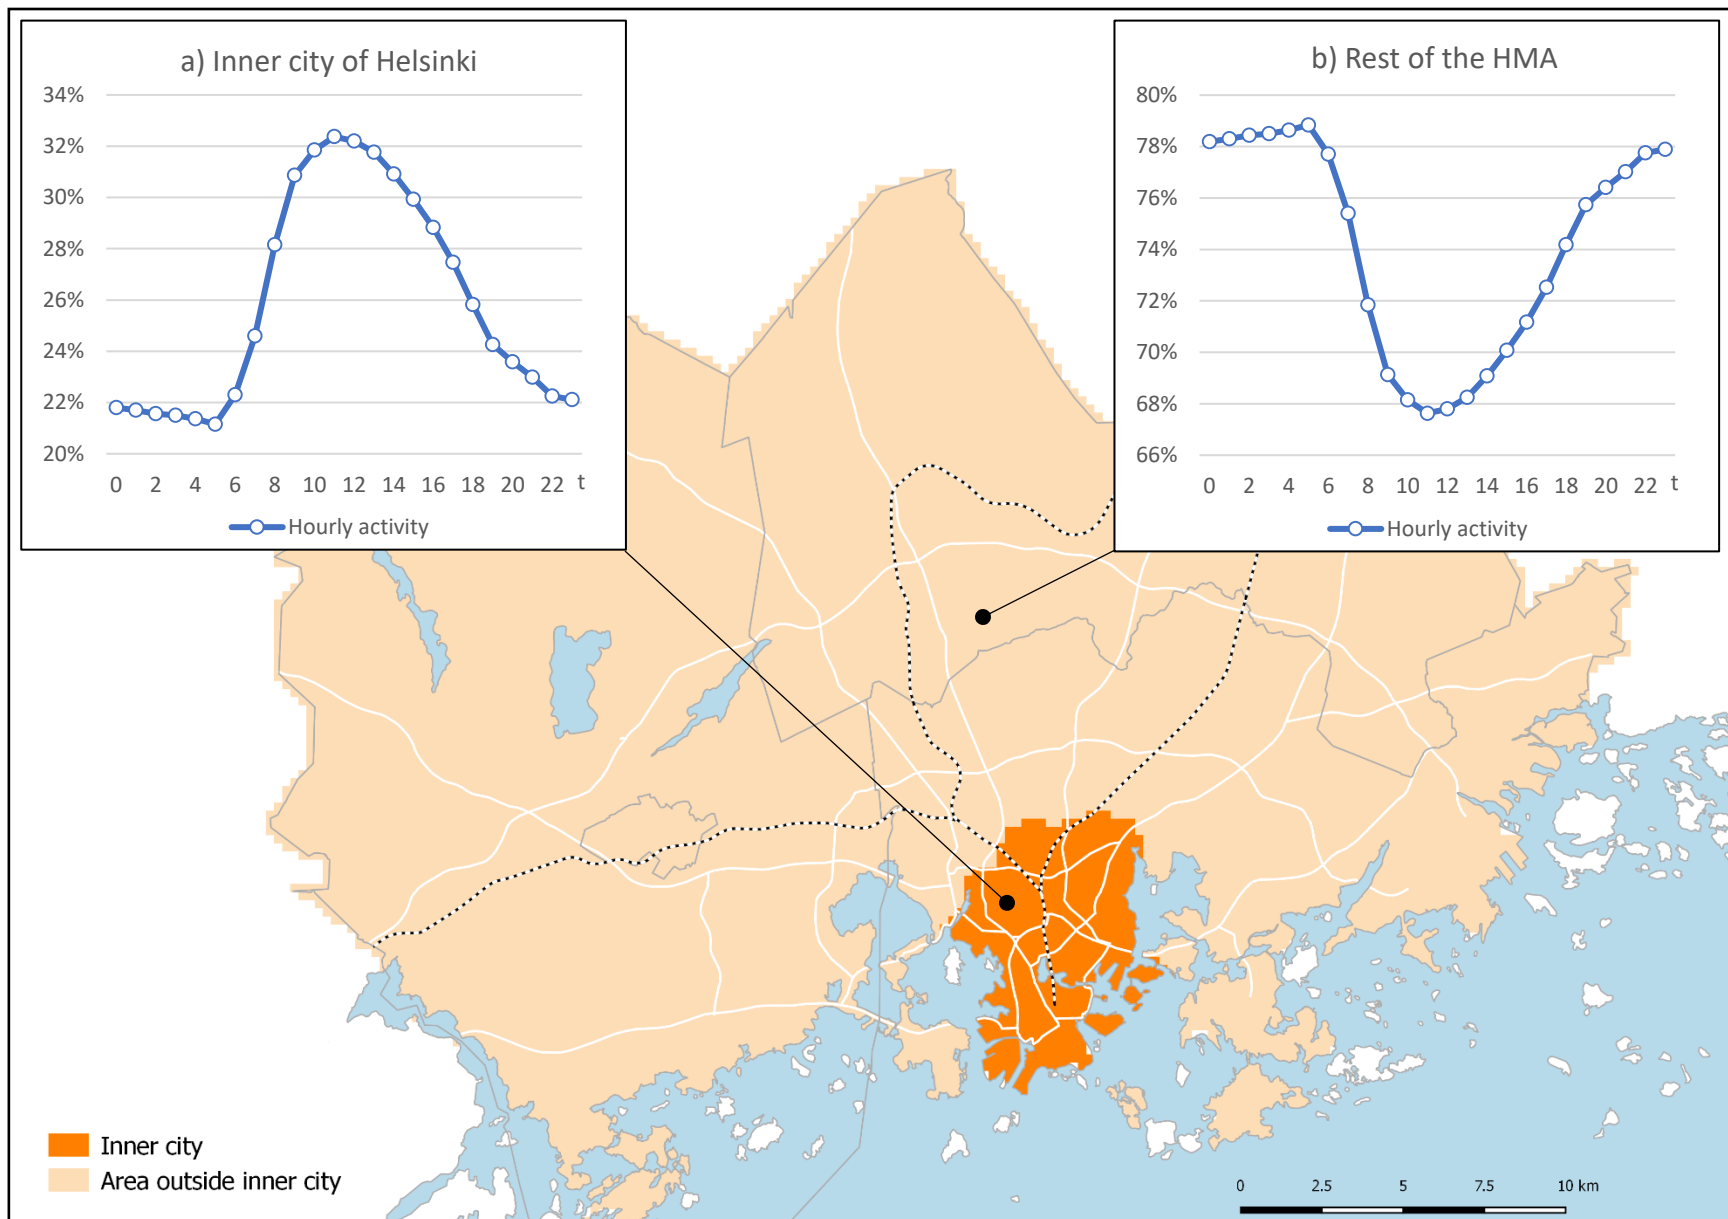 a) Inner city of Helsinki
34%
32%
30%
28%
26%
24%
22%
20%
0 2 4 6 8 10 12 14 16 18 20 22 t
Hourly activity
b) Rest of the HMA
80%
78%
76%
74%
72%
70%
68%
66%
0 2 4 6 8 10 12 14 16 18 20 22 t
Hourly activity
Inner city
Area outside inner city
0 2.5 5 7.5 10 km